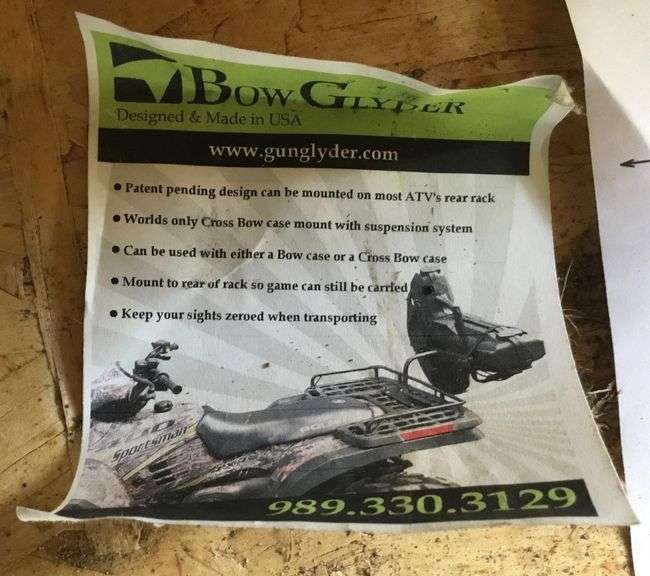 Bow Glyder
Designed & Made in USA
www.gunglyder.com
• Patent pending design can be mounted on most ATV's rear rack
• Worlds only Cross Bow case mount with suspension system
• Can be used with either a Bow case or a Cross Bow case
• Mount to rear of rack so game can still be carried
• Keep your sights zeroed when transporting
Sportsman
989.330.3129